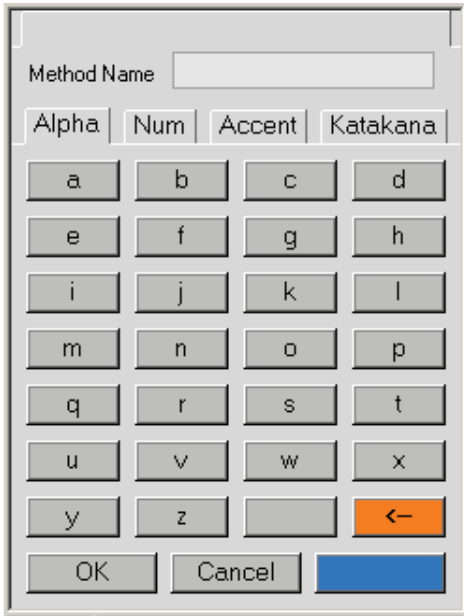 Method Name
Alpha Num Accent Katakana
a b c d
e f g h
i j k l
m n o p
q r s t
u v w x
y z <-
OK Cancel